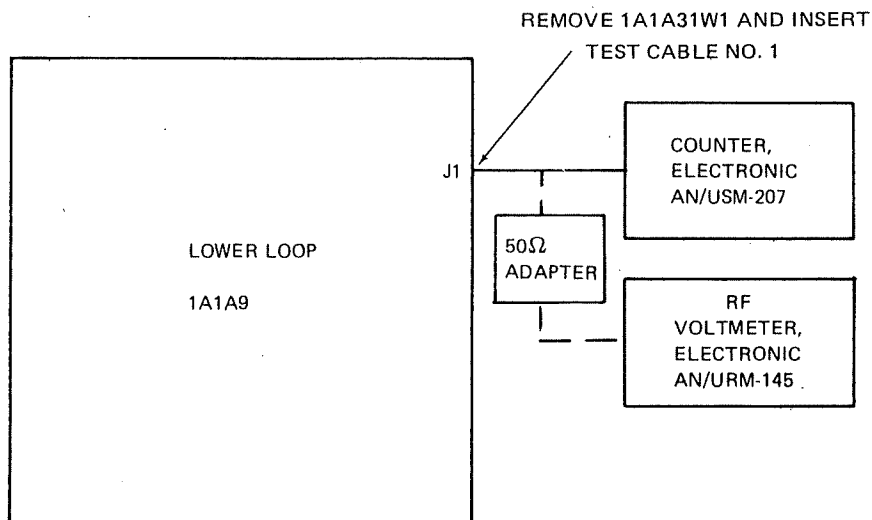 REMOVE 1A1A31W1 AND INSERT
TEST CABLE NO. 1
J1
COUNTER,
ELECTRONIC
AN/USM-207
LOWER LOOP
1A1A9
50Ω
ADAPTER
RF
VOLTMETER,
ELECTRONIC
AN/URM-145